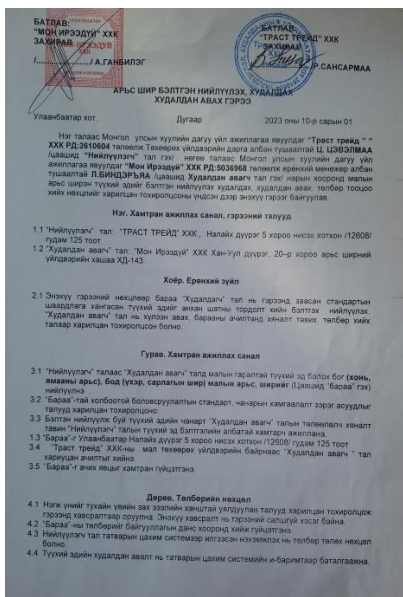 БАТЛАВ:
"МОН ИРЭЭДҮЙ" ХХК
ЗАХИРАЛ
/А.ГАНБИЛЭГ
БАТЛАВ:
"ТРАСТ ТРЕЙД" ХХК
ЗАХИРАЛ
Р.САНСАРМАА
АРЬС ШИР БЭЛТГЭН НИЙЛҮҮЛЭХ, ХУДАЛДАХ
ХУДАЛДАН АВАХ ГЭРЭЭ
Улаанбаатар хот. Дугаар 2023 оны 10-р сарын 01
Нэг талаас Монгол улсын хуулийн дагуу үйл ажиллагаа явуулдаг "Траст трейд "
ХХК РД:2610604 төлөөлж Төхөөрөх үйлдвэрийн дарга албан тушаалтай Ц. ЦЭВЭЛМАА
/цаашид "Нийлүүлэгч" тал гэх/ нөгөө талаас Монгол улсын хуулийн дагуу үйл
ажиллагаа явуулдаг "Мон Ирээдүй" ХХК РД:5036968 төлөөлж ерөнхий менежер албан
тушаалтай Л.БИНДЭРЪЯА /цаашид Худалдан авагч тал гэх/ нарын хооронд малын
арьс ширэн түүхий эдийг бэлтгэн нийлүүлэх худалдах, худалдан авах, төлбөр тооцоо
хийх нөхцлийг харилцан тохиролцсоны үндсэн дээр энэхүү гэрээг байгуулав.
Нэг. Хамтран ажиллах санал, гэрээний талууд
1.1 "Нийлүүлэгч" тал: "ТРАСТ ТРЕЙД" ХХК, Налайх дүүрэг 5 хороо нисэх хотхон /12608/
гудам 125 тоот
1.2 "Худалдан авагч" тал: "Мон Ирээдүй" ХХК Хан-Уул дүүрэг, 20-р хороо арьс ширний
үйлдвэрийн хашаа ХД-143.
Хоёр. Ерөнхий зүйл
2.1 Энэхүү гэрээний нөхцлөөр бараа "Худалдагч" тал нь гэрээнд заасан стандартын
шаардлага хангасан түүхий эдийг анхан шатны тордолт хийн бэлтгэх нийлүүлэх.
"Худалдан авагч" тал нь хүлээн авах, барааны ачилтанд хяналт тавих, төлбөр хийх
талаар харилцан тохиролцсон болно.
Гурав. Хамтран ажиллах санал
3.1 "Нийлүүлэгч" талаас "Худалдан авагч" талд малын гаралтай түүхий эд болох бог (хонь,
ямааны арьс), бод (үхэр, сарлагын шир) малын арьс, ширийг (Цаашид "бараа" гэх)
нийлүүлнэ.
3.2 "Бараа"-тай холбоотой боловсруулалтын стандарт, чанарын хамгаалалт зэрэг асуудлыг
талууд харилцан тохиролцоно.
3.3 Бэлтгэн нийлүүлж буй түүхий эдийн чанарт "Худалдан авагч" талын төлөөлөгч хяналт
тавин "Нийлүүлэгч" талын түүхий эд бэлтгэлийн албатай хамтарч ажиллана.
1.3 "Бараа"-г Улаанбаатар Налайх дүүрэг 5 хороо нисэх хотхон /12608/ гудам 125 тоот
3.4 "Траст трейд" ХХК-ны мал төхөөрөх үйлдвэрийн байрнаас "Худалдан авагч " тал
хариуцан ачилтыг хийнэ.
3.5 "Бараа"-г ачих явцыг хамтран гүйцэтгэнэ.
Дөрөв. Төлбөрийн нөхцөл
4.1 Нэгж үнийг тухайн үеийн зах зээлийн ханштай уялдуулан талууд харилцан тохиролцож
гэрээнд хавсралтаар оруулна. Энэхүү хавсралт нь гэрээний салшгүй хэсэг байна.
4.2 "Бараа"-ны төлбөрийг байгууллагын данс хооронд хийж гүйцэтгэнэ.
4.3 Нийлүүлэгч тал татварын цахим системээр илгээсэн нэхэмжлэх нь төлбөр төлөх нөхцөл
болно.
4.4 Түүхий эдийн худалдан авалт нь татварын цахим системийн и-баримтаар баталгаажна.